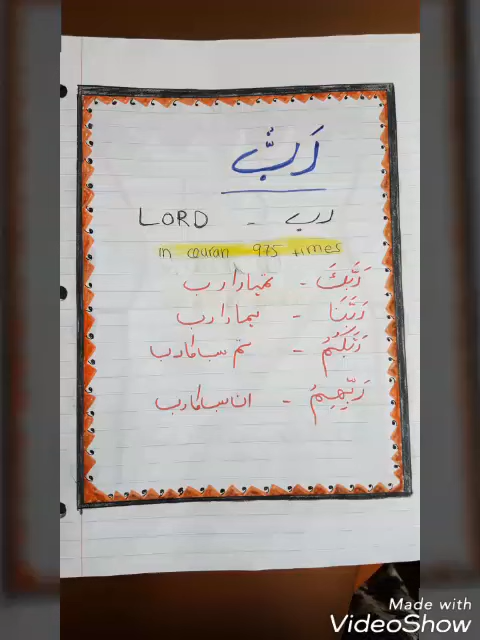 رَبُّ
رب - LORD
in Quran 975 times
رَبَّكَ - تمہارا رب
رَبَّنَا - ہمارا رب
رَبُّكُمْ - تم سب کا رب
رَبِّهِمْ - ان سب کا رب
Made with
VideoShow